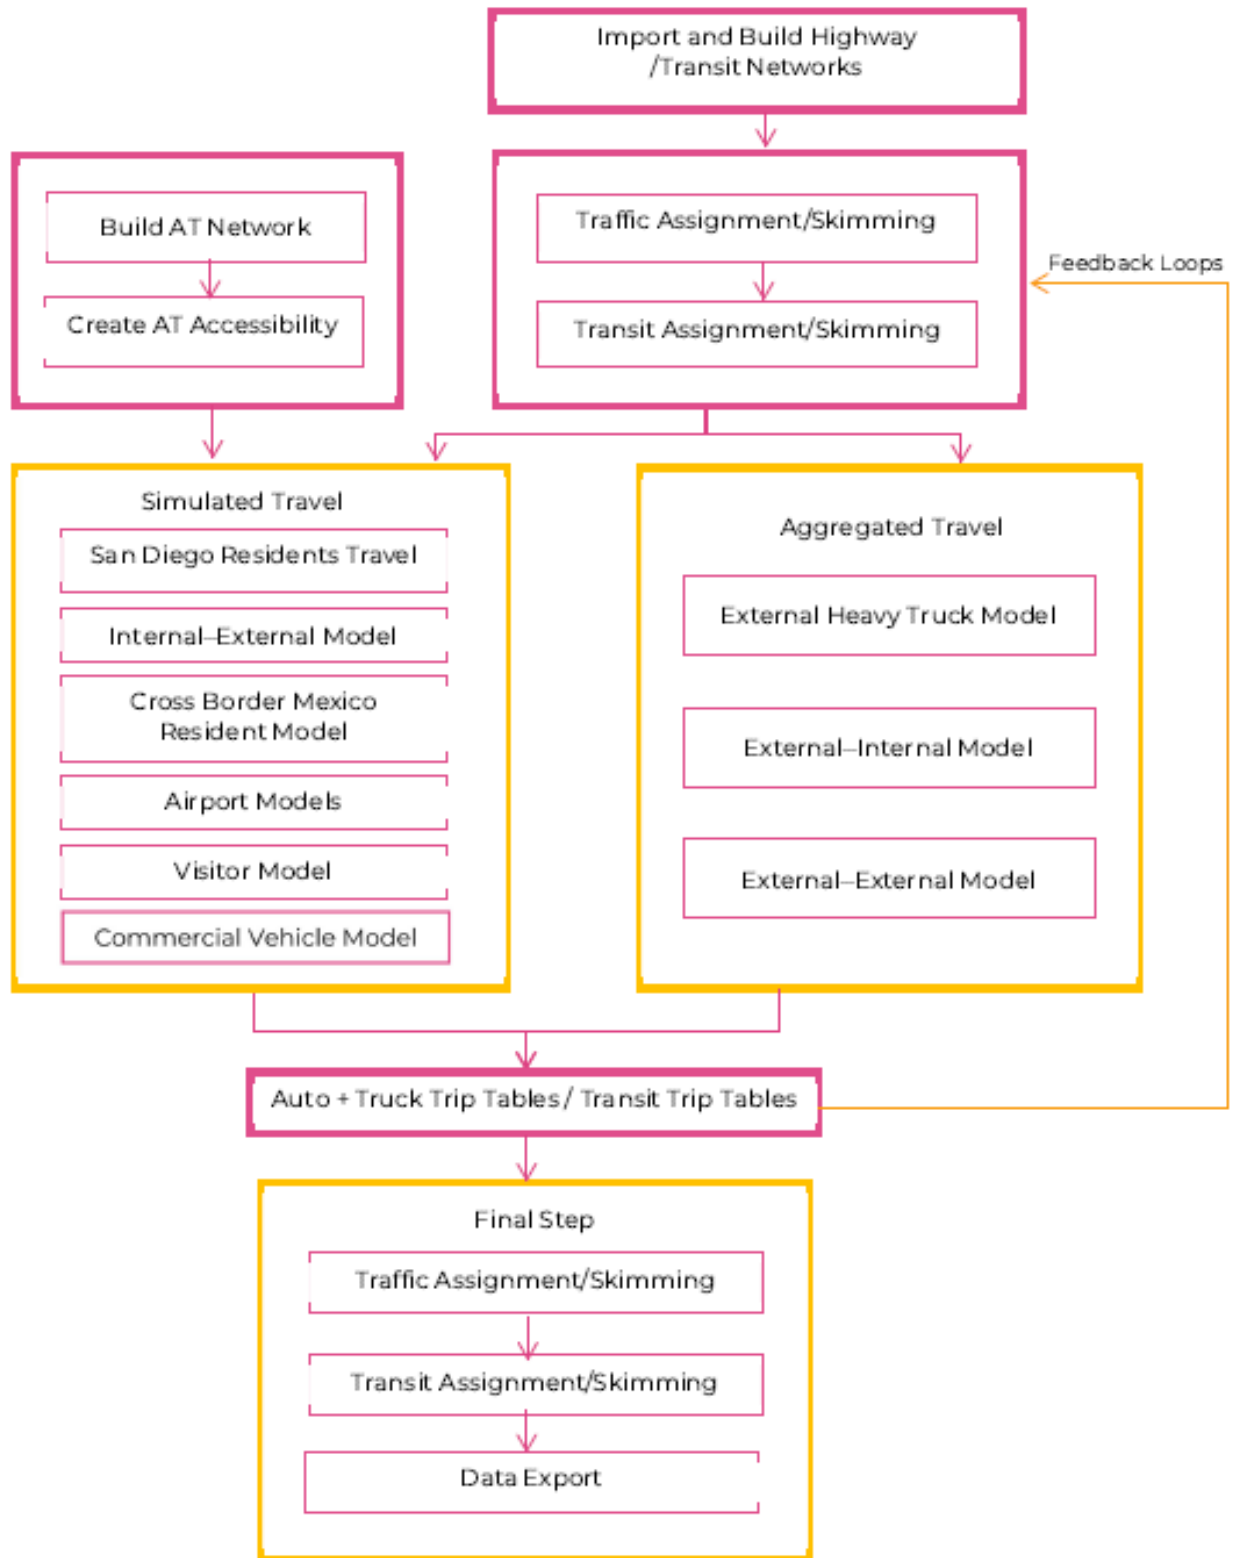 Import and Build Highway
/Transit Networks
Build AT Network
Create AT Accessibility
Traffic Assignment/Skimming
Transit Assignment/Skimming
Feedback Loops
Simulated Travel
San Diego Residents Travel
Internal–External Model
Cross Border Mexico
Resident Model
Airport Models
Visitor Model
Commercial Vehicle Model
Aggregated Travel
External Heavy Truck Model
External–Internal Model
External–External Model
Auto + Truck Trip Tables / Transit Trip Tables
Final Step
Traffic Assignment/Skimming
Transit Assignment/Skimming
Data Export